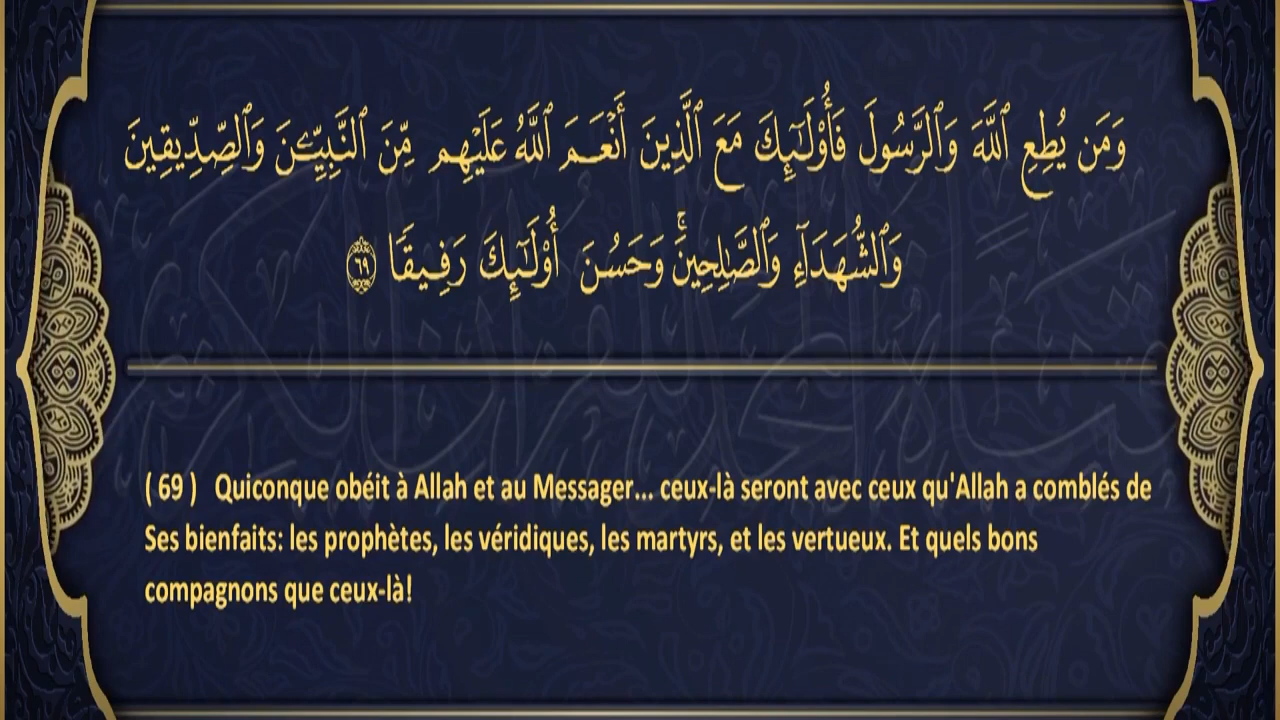 وَمَن يُطِعِ ٱللَّهَ وَٱلرَّسُولَ فَأُوْلَـٰٓئِكَ مَعَ ٱلَّذِينَ أَنۡعَمَ ٱللَّهُ عَلَيۡهِم مِّنَ ٱلنَّبِيِّـۧنَ وَٱلصِّدِّيقِينَ
وَٱلشُّهَدَآءِ وَٱلصَّـٰلِحِينَۚ وَحَسُنَ أُوْلَـٰٓئِكَ رَفِيقٗا ٦٩
( 69 ) Quiconque obéit à Allah et au Messager... ceux-là seront avec ceux qu'Allah a comblés de
Ses bienfaits: les prophètes, les véridiques, les martyrs, et les vertueux. Et quels bons
compagnons que ceux-là!